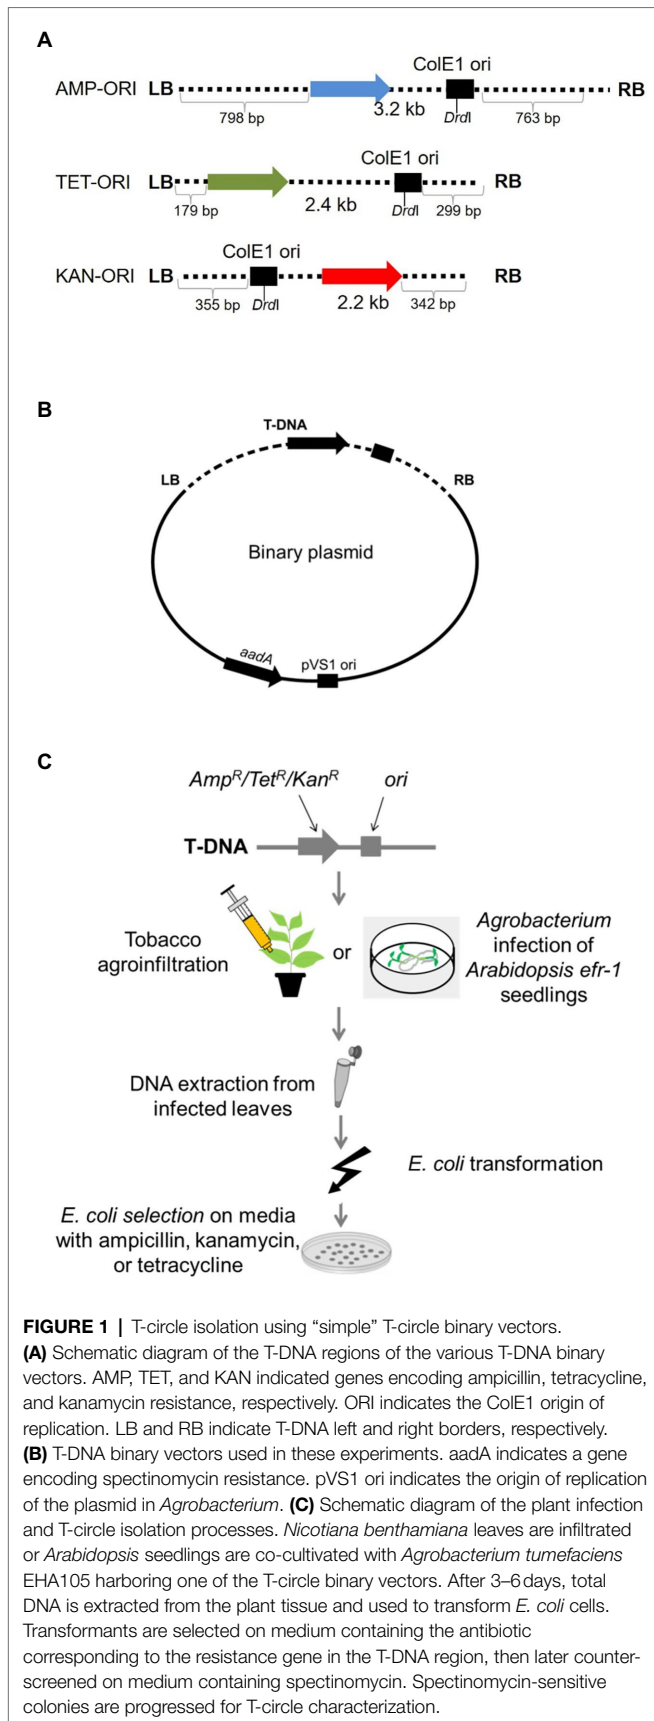 A
ColE1 ori
AMP-ORI LB RB
3.2 kb
798 bp DrdI 763 bp
ColE1 ori
TET-ORI LB RB
179 bp 2.4 kb DrdI 299 bp
ColE1 ori
KAN-ORI LB RB
355 bp DrdI 2.2 kb 342 bp
B
T-DNA
LB RB
Binary plasmid
aadA pVS1 ori
C
Amp^R/Tet^R/Kan^R ori
T-DNA
Tobacco
agroinfiltration
or
Agrobacterium
infection of
Arabidopsis efr-1
seedlings
DNA extraction from
infected leaves
E. coli transformation
E. coli selection on media
with ampicillin, kanamycin,
or tetracycline
FIGURE 1 | T-circle isolation using “simple” T-circle binary vectors.
(A) Schematic diagram of the T-DNA regions of the various T-DNA binary
vectors. AMP, TET, and KAN indicated genes encoding ampicillin, tetracycline,
and kanamycin resistance, respectively. ORI indicates the ColE1 origin of
replication. LB and RB indicate T-DNA left and right borders, respectively.
(B) T-DNA binary vectors used in these experiments. aadA indicates a gene
encoding spectinomycin resistance. pVS1 ori indicates the origin of replication
of the plasmid in Agrobacterium. (C) Schematic diagram of the plant infection
and T-circle isolation processes. Nicotiana benthamiana leaves are infiltrated
or Arabidopsis seedlings are co-cultivated with Agrobacterium tumefaciens
EHA105 harboring one of the T-circle binary vectors. After 3–6 days, total
DNA is extracted from the plant tissue and used to transform E. coli cells.
Transformants are selected on medium containing the antibiotic
corresponding to the resistance gene in the T-DNA region, then later counter-
screened on medium containing spectinomycin. Spectinomycin-sensitive
colonies are progressed for T-circle characterization.